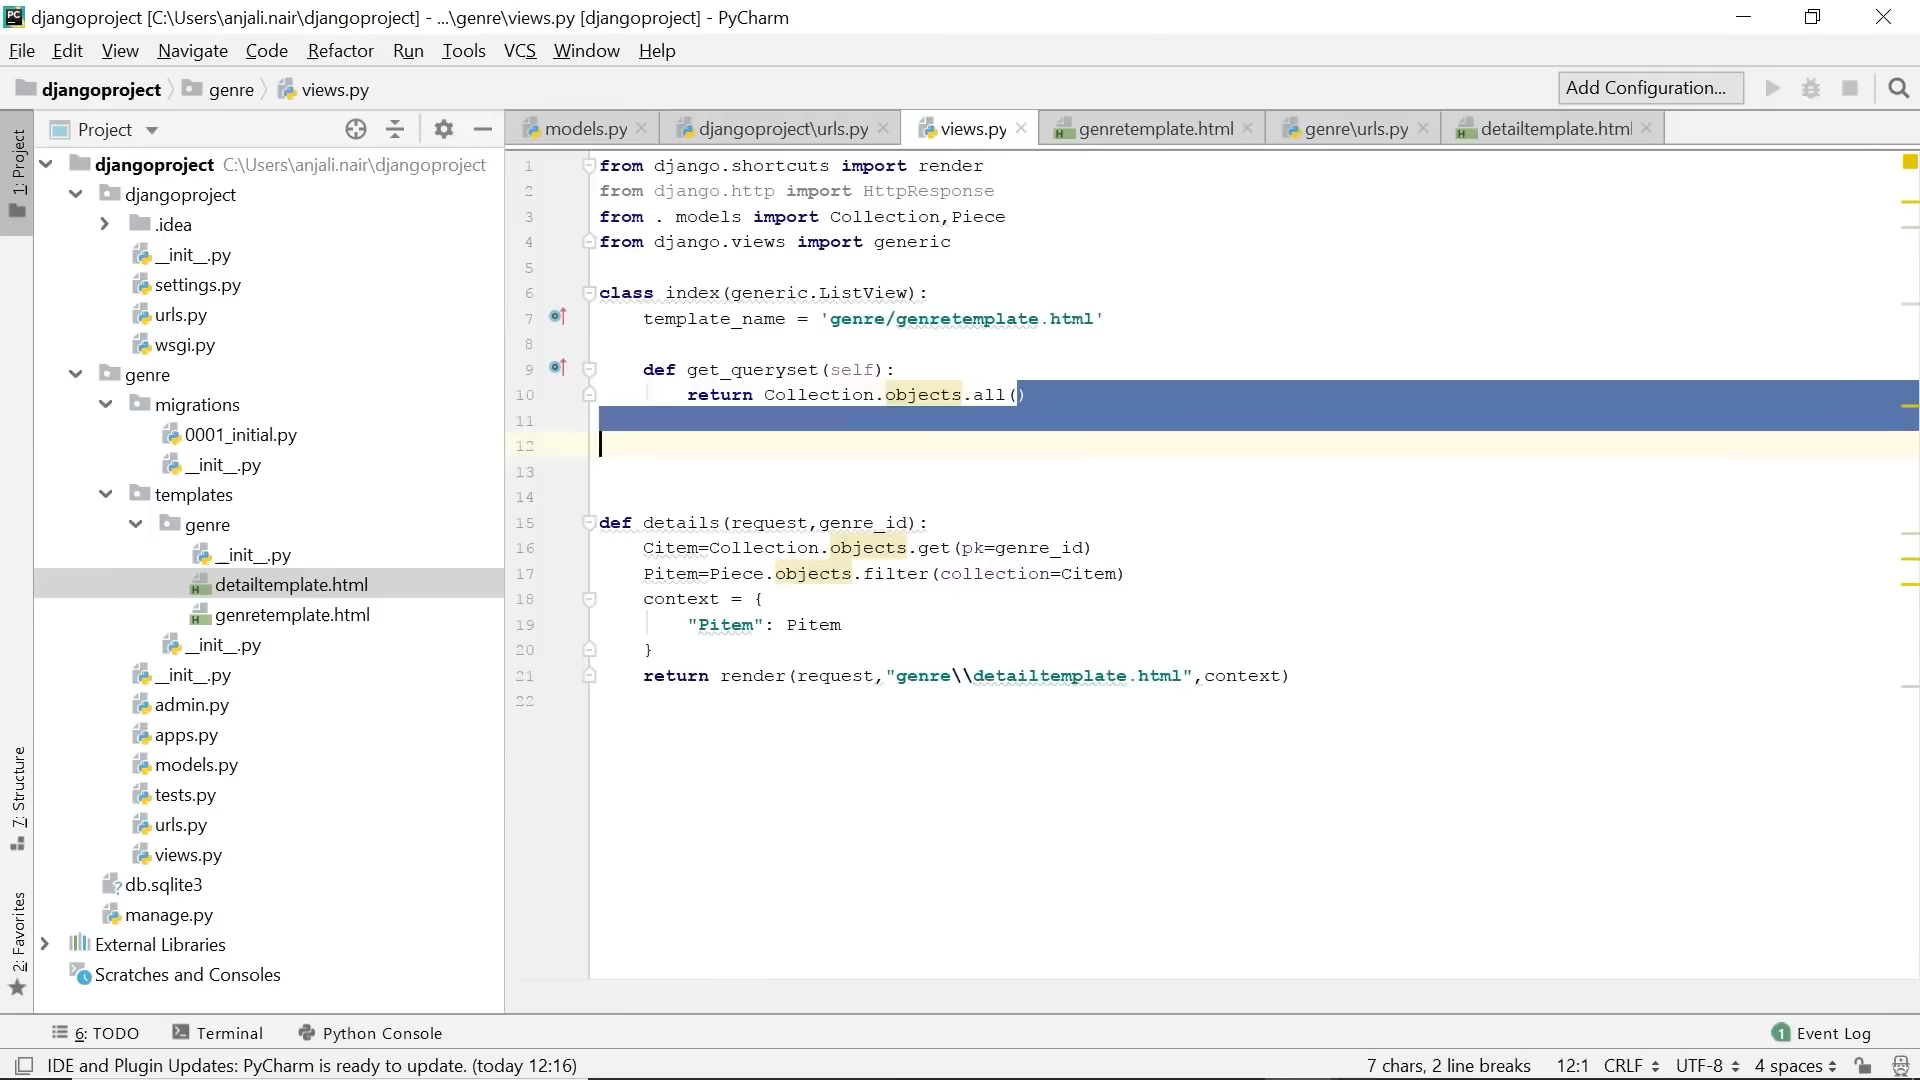 djangoproject [C:\Users\anjali.nair\djangoproject] - ...\genre\views.py [djangoproject] - PyCharm
File Edit View Navigate Code Refactor Run Tools VCS Window Help
djangoproject genre views.py Add Configuration...
Project
models.py djangoproject\urls.py views.py genretemplate.html genre\urls.py detailtemplate.html
1: Project
7: Structure
2: Favorites
djangoproject C:\Users\anjali.nair\djangoproject
djangoproject
.idea
__init__.py
settings.py
urls.py
wsgi.py
genre
migrations
0001_initial.py
__init__.py
templates
genre
__init__.py
detailtemplate.html
genretemplate.html
__init__.py
__init__.py
admin.py
apps.py
models.py
tests.py
urls.py
views.py
db.sqlite3
manage.py
External Libraries
Scratches and Consoles
1 from django.shortcuts import render
2 from django.http import HttpResponse
3 from . models import Collection,Piece
4 from django.views import generic
5
6 class index(generic.ListView):
7 template_name = 'genre/genretemplate.html'
8
9 def get_queryset(self):
10 return Collection.objects.all()
11
12
13
14
15 def details(request,genre_id):
16 Citem=Collection.objects.get(pk=genre_id)
17 Pitem=Piece.objects.filter(collection=Citem)
18 context = {
19 "Pitem": Pitem
20 }
21 return render(request,"genre\\detailtemplate.html",context)
22
6: TODO Terminal Python Console 1 Event Log
IDE and Plugin Updates: PyCharm is ready to update. (today 12:16) 7 chars, 2 line breaks 12:1 CRLF UTF-8 4 spaces